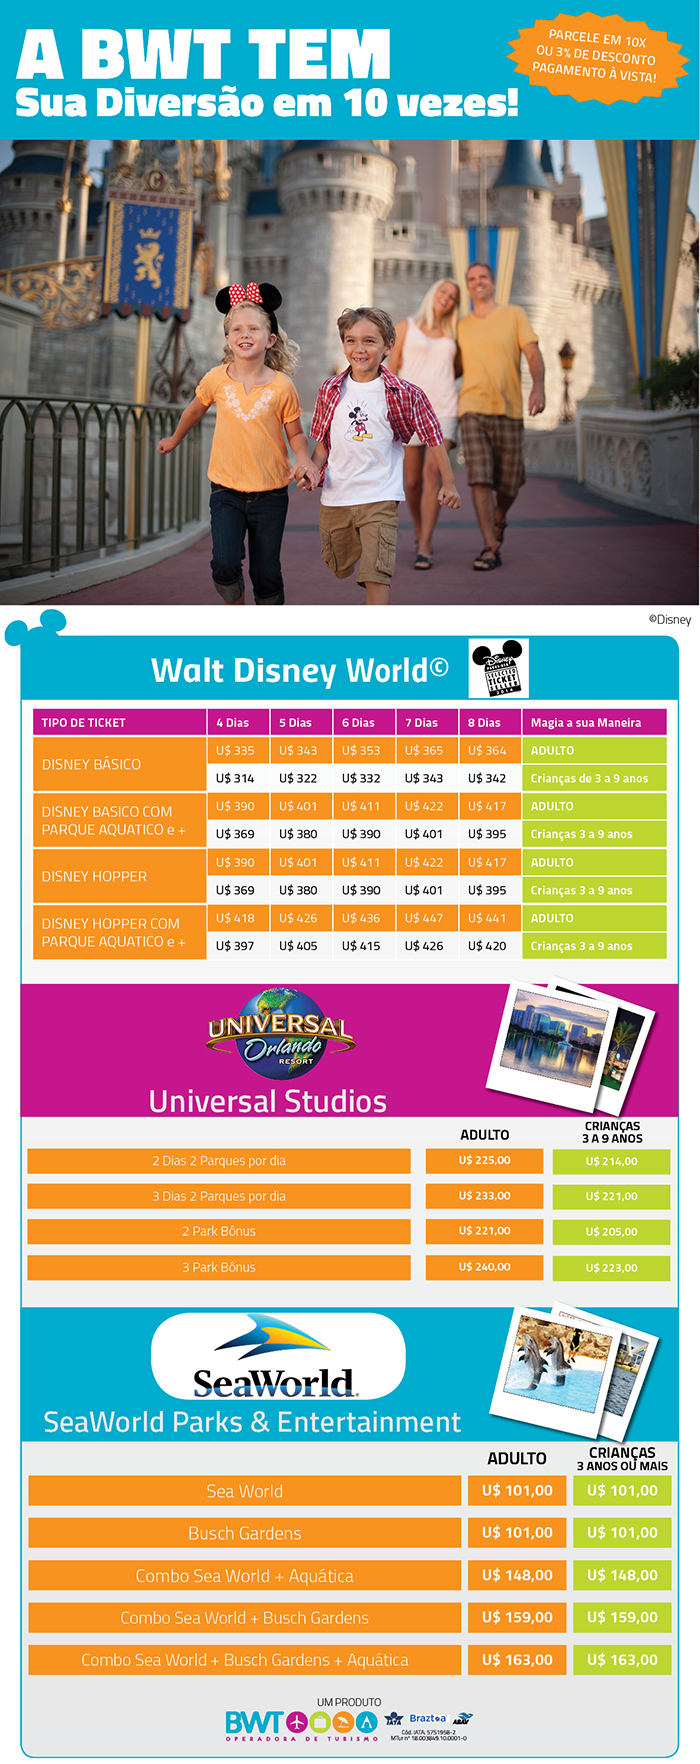 A BWT TEM
Sua Diversão em 10 vezes!
PARCELE EM 10X
OU 3% DE DESCONTO
PAGAMENTO À VISTA!
©Disney
Walt Disney World©
Disney
SELECTED
TICKET
SELLER
2014
TIPO DE TICKET 4 Dias 5 Dias 6 Dias 7 Dias 8 Dias Magia a sua Maneira
DISNEY BÁSICO
U$ 335 U$ 343 U$ 353 U$ 365 U$ 364 ADULTO
U$ 314 U$ 322 U$ 332 U$ 343 U$ 342 Crianças de 3 a 9 anos
DISNEY BASICO COM
PARQUE AQUATICO e +
U$ 390 U$ 401 U$ 411 U$ 422 U$ 417 ADULTO
U$ 369 U$ 380 U$ 390 U$ 401 U$ 395 Crianças 3 a 9 anos
DISNEY HOPPER
U$ 390 U$ 401 U$ 411 U$ 422 U$ 417 ADULTO
U$ 369 U$ 380 U$ 390 U$ 401 U$ 395 Crianças 3 a 9 anos
DISNEY HOPPER COM
PARQUE AQUATICO e +
U$ 418 U$ 426 U$ 436 U$ 447 U$ 441 ADULTO
U$ 397 U$ 405 U$ 415 U$ 426 U$ 420 Crianças 3 a 9 anos
UNIVERSAL
Orlando
RESORT
Universal Studios
ADULTO CRIANÇAS
3 A 9 ANOS
2 Dias 2 Parques por dia U$ 225,00 U$ 214,00
3 Dias 2 Parques por dia U$ 233,00 U$ 221,00
2 Park Bônus U$ 221,00 U$ 205,00
3 Park Bônus U$ 240,00 U$ 223,00
SeaWorld
SeaWorld Parks & Entertainment
ADULTO CRIANÇAS
3 ANOS OU MAIS
Sea World U$ 101,00 U$ 101,00
Busch Gardens U$ 101,00 U$ 101,00
Combo Sea World + Aquática U$ 148,00 U$ 148,00
Combo Sea World + Busch Gardens U$ 159,00 U$ 159,00
Combo Sea World + Busch Gardens + Aquática U$ 163,00 U$ 163,00
UM PRODUTO
BWT
OPERADORA DE TURISMO
IATA Braztoa ABAV
Cód. IATA: 5751958-2
MTur nº 18.003849.10.0001-0